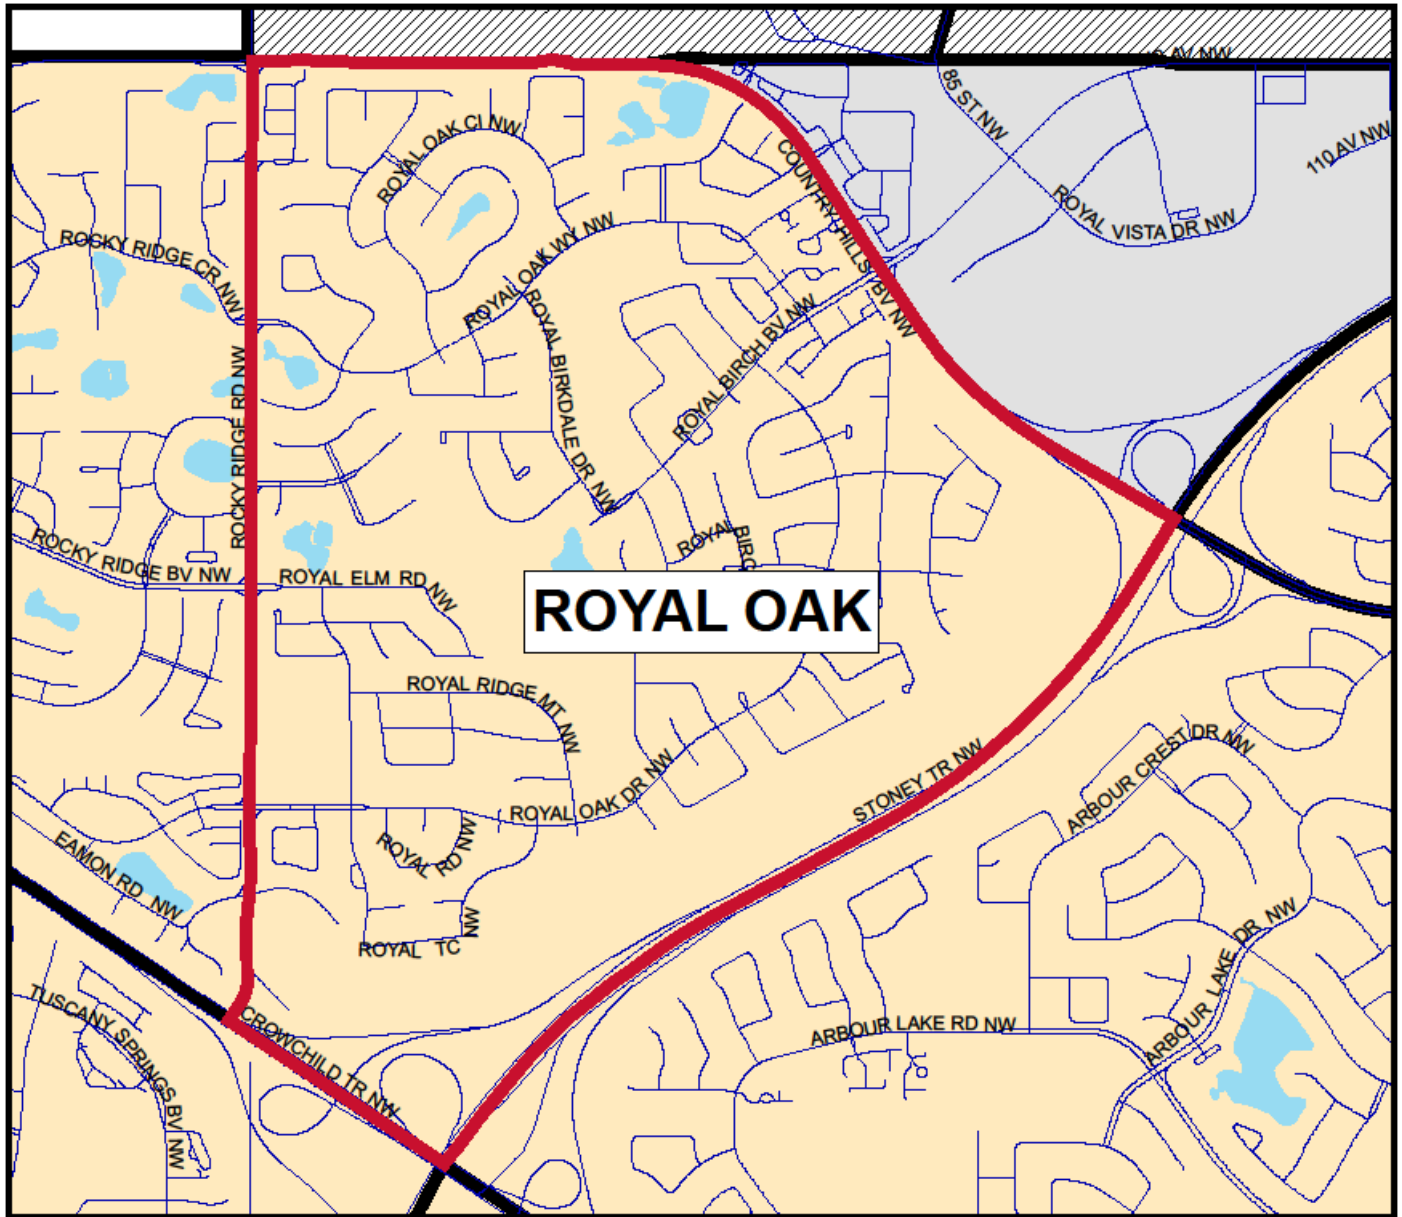 AV NW
85 ST NW
110 AV NW
ROYAL OAK CI NW
COUNTRY HILLS BV NW
ROYAL VISTA DR NW
ROCKY RIDGE CR NW
ROYAL OAK WY NW
ROYAL BIRKDALE DR NW
ROYAL BIRCH BV NW
ROCKY RIDGE RD NW
ROYAL
BIRC
ROCKY RIDGE BV NW
ROYAL ELM RD NW
ROYAL OAK
ROYAL RIDGE MT NW
STONEY TR NW
ARBOUR CREST DR NW
ROYAL OAK DR NW
EAMON RD NW
ROYAL RD NW
ROYAL TC NW
ARBOUR LAKE DR NW
TUSCANY SPRINGS BV NW
CROWCHILD TR NW
ARBOUR LAKE RD NW